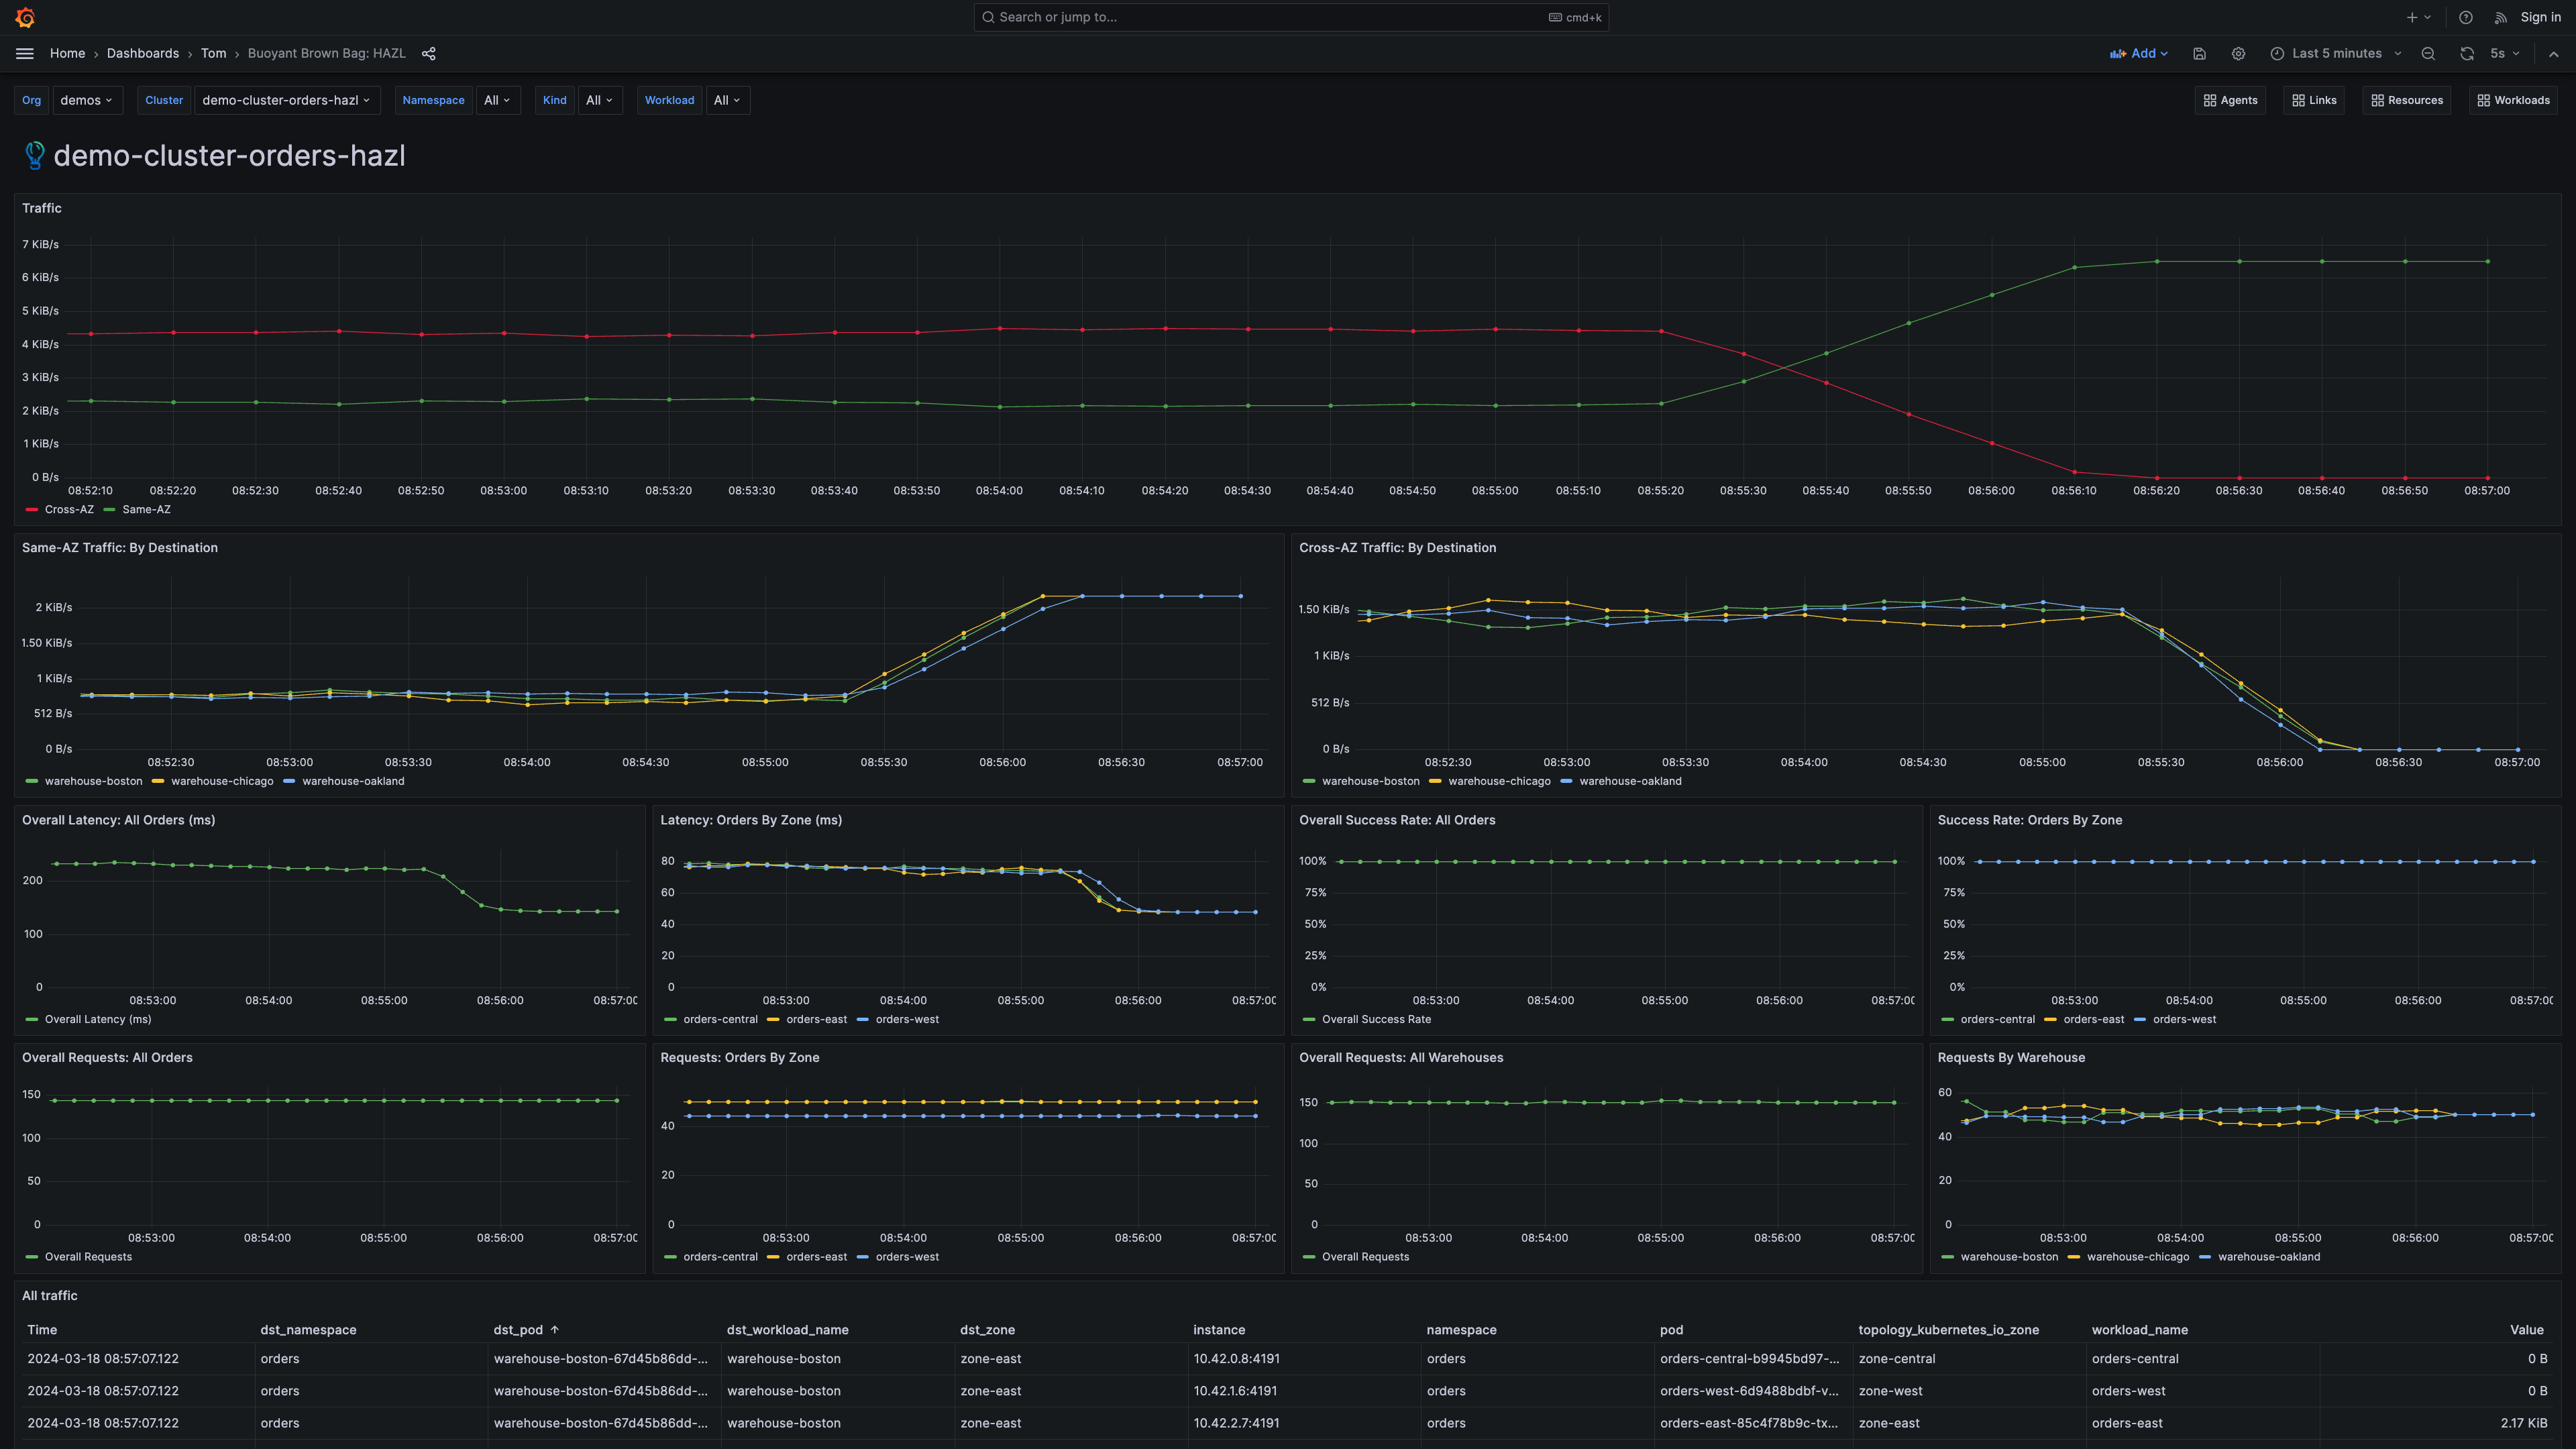 Search or jump to... cmd+k Sign in
Home › Dashboards › Tom › Buoyant Brown Bag: HAZL Add Last 5 minutes 5s
Org demos Cluster demo-cluster-orders-hazl Namespace All Kind All Workload All Agents Links Resources Workloads
demo-cluster-orders-hazl
Traffic
7 KiB/s
6 KiB/s
5 KiB/s
4 KiB/s
3 KiB/s
2 KiB/s
1 KiB/s
0 B/s
08:52:10 08:52:20 08:52:30 08:52:40 08:52:50 08:53:00 08:53:10 08:53:20 08:53:30 08:53:40 08:53:50 08:54:00 08:54:10 08:54:20 08:54:30 08:54:40 08:54:50 08:55:00 08:55:10 08:55:20 08:55:30 08:55:40 08:55:50 08:56:00 08:56:10 08:56:20 08:56:30 08:56:40 08:56:50 08:57:00
Cross-AZ Same-AZ
Same-AZ Traffic: By Destination
2 KiB/s
1.50 KiB/s
1 KiB/s
512 B/s
0 B/s
08:52:30 08:53:00 08:53:30 08:54:00 08:54:30 08:55:00 08:55:30 08:56:00 08:56:30 08:57:00
warehouse-boston warehouse-chicago warehouse-oakland
Cross-AZ Traffic: By Destination
1.50 KiB/s
1 KiB/s
512 B/s
0 B/s
08:52:30 08:53:00 08:53:30 08:54:00 08:54:30 08:55:00 08:55:30 08:56:00 08:56:30 08:57:00
warehouse-boston warehouse-chicago warehouse-oakland
Overall Latency: All Orders (ms)
200
100
0
08:53:00 08:54:00 08:55:00 08:56:00 08:57:00
Overall Latency (ms)
Latency: Orders By Zone (ms)
80
60
40
20
0
08:53:00 08:54:00 08:55:00 08:56:00 08:57:00
orders-central orders-east orders-west
Overall Success Rate: All Orders
100%
75%
50%
25%
0%
08:53:00 08:54:00 08:55:00 08:56:00 08:57:00
Overall Success Rate
Success Rate: Orders By Zone
100%
75%
50%
25%
0%
08:53:00 08:54:00 08:55:00 08:56:00 08:57:00
orders-central orders-east orders-west
Overall Requests: All Orders
150
100
50
0
08:53:00 08:54:00 08:55:00 08:56:00 08:57:00
Overall Requests
Requests: Orders By Zone
40
20
0
08:53:00 08:54:00 08:55:00 08:56:00 08:57:00
orders-central orders-east orders-west
Overall Requests: All Warehouses
150
100
50
0
08:53:00 08:54:00 08:55:00 08:56:00 08:57:00
Overall Requests
Requests By Warehouse
60
40
20
0
08:53:00 08:54:00 08:55:00 08:56:00 08:57:00
warehouse-boston warehouse-chicago warehouse-oakland
All traffic
Time dst_namespace dst_pod ↑ dst_workload_name dst_zone instance namespace pod topology_kubernetes_io_zone workload_name Value
2024-03-18 08:57:07.122 orders warehouse-boston-67d45b86dd-... warehouse-boston zone-east 10.42.0.8:4191 orders orders-central-b9945bd97-... zone-central orders-central 0 B
2024-03-18 08:57:07.122 orders warehouse-boston-67d45b86dd-... warehouse-boston zone-east 10.42.1.6:4191 orders orders-west-6d9488bdbf-v... zone-west orders-west 0 B
2024-03-18 08:57:07.122 orders warehouse-boston-67d45b86dd-... warehouse-boston zone-east 10.42.2.7:4191 orders orders-east-85c4f78b9c-tx... zone-east orders-east 2.17 KiB